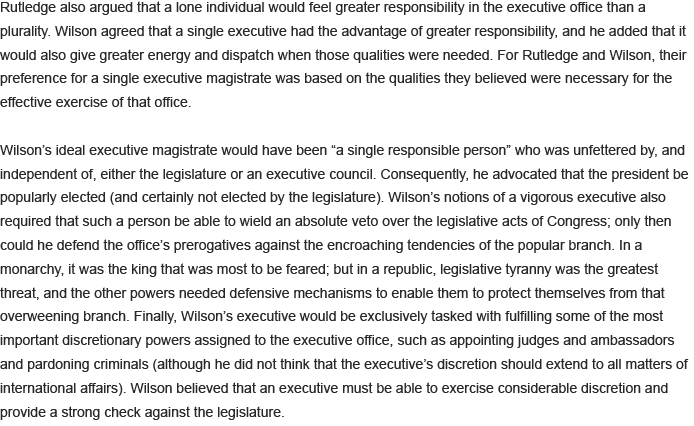 Rutledge also argued that a lone individual would feel greater responsibility in the executive office than a
plurality. Wilson agreed that a single executive had the advantage of greater responsibility, and he added that it
would also give greater energy and dispatch when those qualities were needed. For Rutledge and Wilson, their
preference for a single executive magistrate was based on the qualities they believed were necessary for the
effective exercise of that office.

Wilson’s ideal executive magistrate would have been “a single responsible person” who was unfettered by, and
independent of, either the legislature or an executive council. Consequently, he advocated that the president be
popularly elected (and certainly not elected by the legislature). Wilson’s notions of a vigorous executive also
required that such a person be able to wield an absolute veto over the legislative acts of Congress; only then
could he defend the office’s prerogatives against the encroaching tendencies of the popular branch. In a
monarchy, it was the king that was most to be feared; but in a republic, legislative tyranny was the greatest
threat, and the other powers needed defensive mechanisms to enable them to protect themselves from that
overweening branch. Finally, Wilson’s executive would be exclusively tasked with fulfilling some of the most
important discretionary powers assigned to the executive office, such as appointing judges and ambassadors
and pardoning criminals (although he did not think that the executive’s discretion should extend to all matters of
international affairs). Wilson believed that an executive must be able to exercise considerable discretion and
provide a strong check against the legislature.